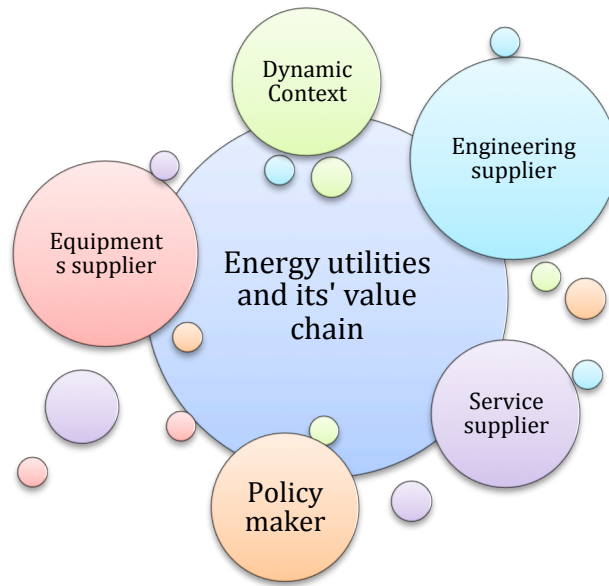 Dynamic
Context
Engineering
supplier
Equipment
s supplier
Energy utilities
and its' value
chain
Service
supplier
Policy
maker